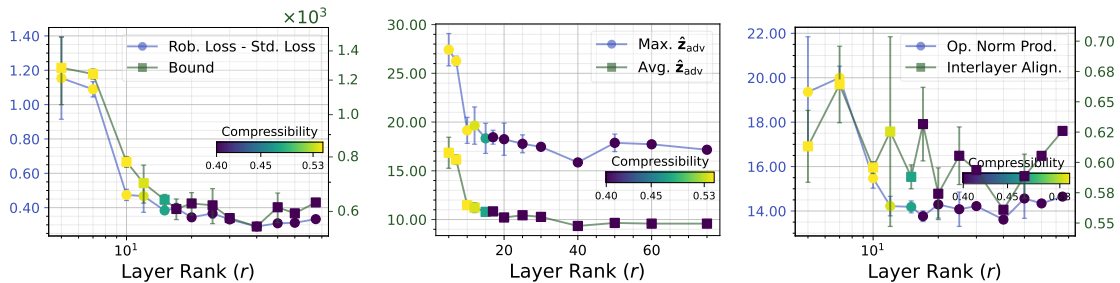 ×10³
1.40
1.20
1.00
0.80
0.60
0.40
1.4
1.2
1.0
0.8
0.6
Rob. Loss - Std. Loss
Bound
Compressibility
0.40 0.45 0.53
10¹
Layer Rank (r)
30.00
25.00
20.00
15.00
10.00
Max. ẑadv
Avg. ẑadv
Compressibility
0.40 0.45 0.53
20 40 60
Layer Rank (r)
22.00
20.00
18.00
16.00
14.00
0.70
0.68
0.65
0.62
0.60
0.58
0.55
Op. Norm Prod.
Interlayer Align.
Compressibility
0.40 0.45 0.53
10¹
Layer Rank (r)